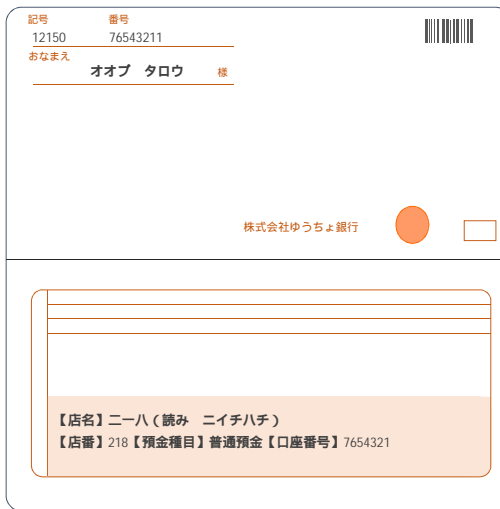 記号 番号
12150 76543211
おなまえ
オオブ タロウ 様
株式会社ゆうちょ銀行
【店名】二一八（読み ニイチハチ）
【店番】218【預金種目】普通預金【口座番号】7654321